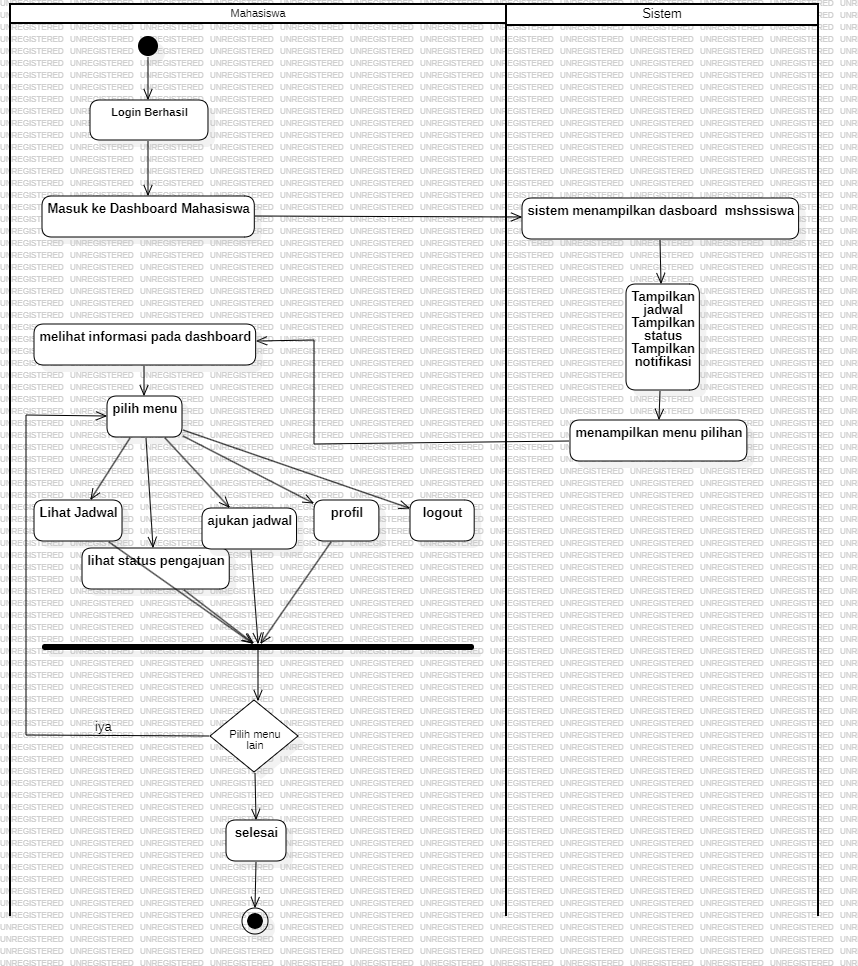 Mahasiswa
Sistem
Login Berhasil
Masuk ke Dashboard Mahasiswa
sistem menampilkan dasboard mshssiswa
Tampilkan
jadwal
Tampilkan
status
Tampilkan
notifikasi
melihat informasi pada dashboard
pilih menu
menampilkan menu pilihan
Lihat Jadwal
ajukan jadwal
profil
logout
lihat status pengajuan
iya
Pilih menu
lain
selesai
UNREGISTERED